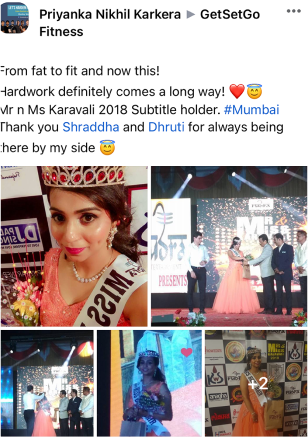 Priyanka Nikhil Karkera ▶ GetSetGo
Fitness
From fat to fit and now this!
Hardwork definitely comes a long way! ❤️😇
Mr n Ms Karavali 2018 Subtitle holder. #Mumbai
Thank you Shraddha and Dhruti for always being
there by my side 😇
MISS
PRESENTS
+2